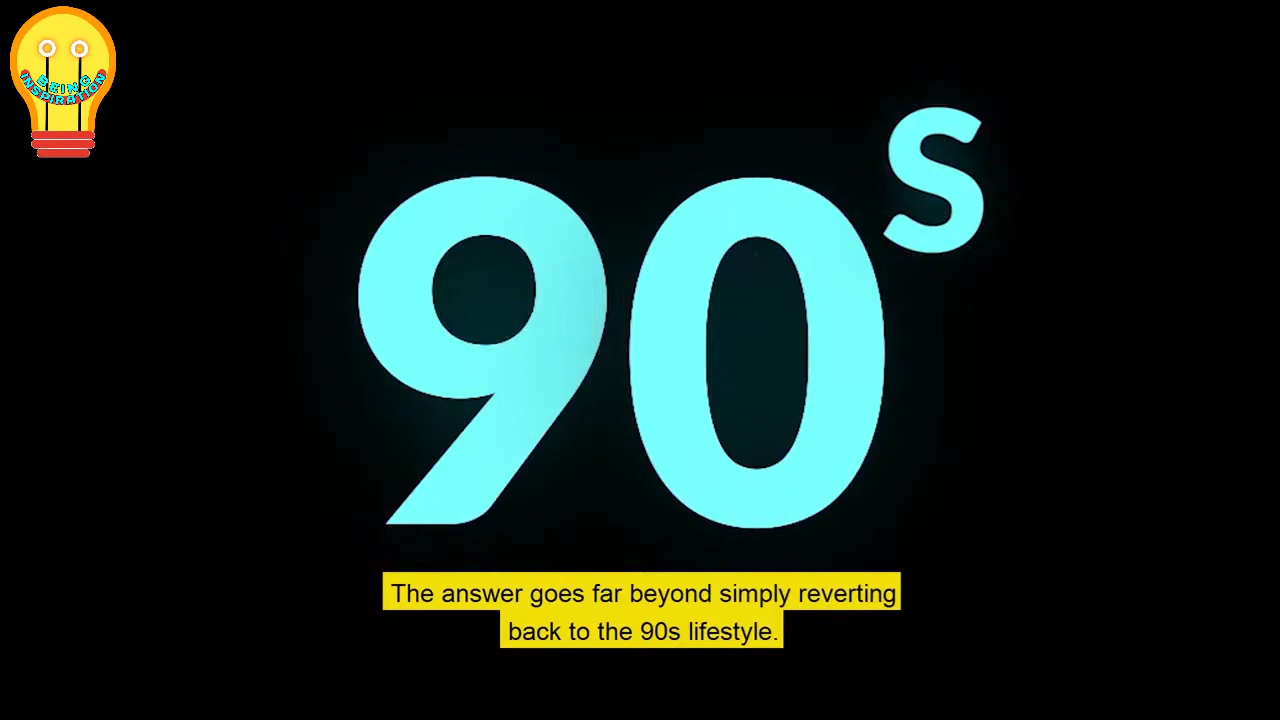 BEING
INSPIRATION
90s
The answer goes far beyond simply reverting
back to the 90s lifestyle.